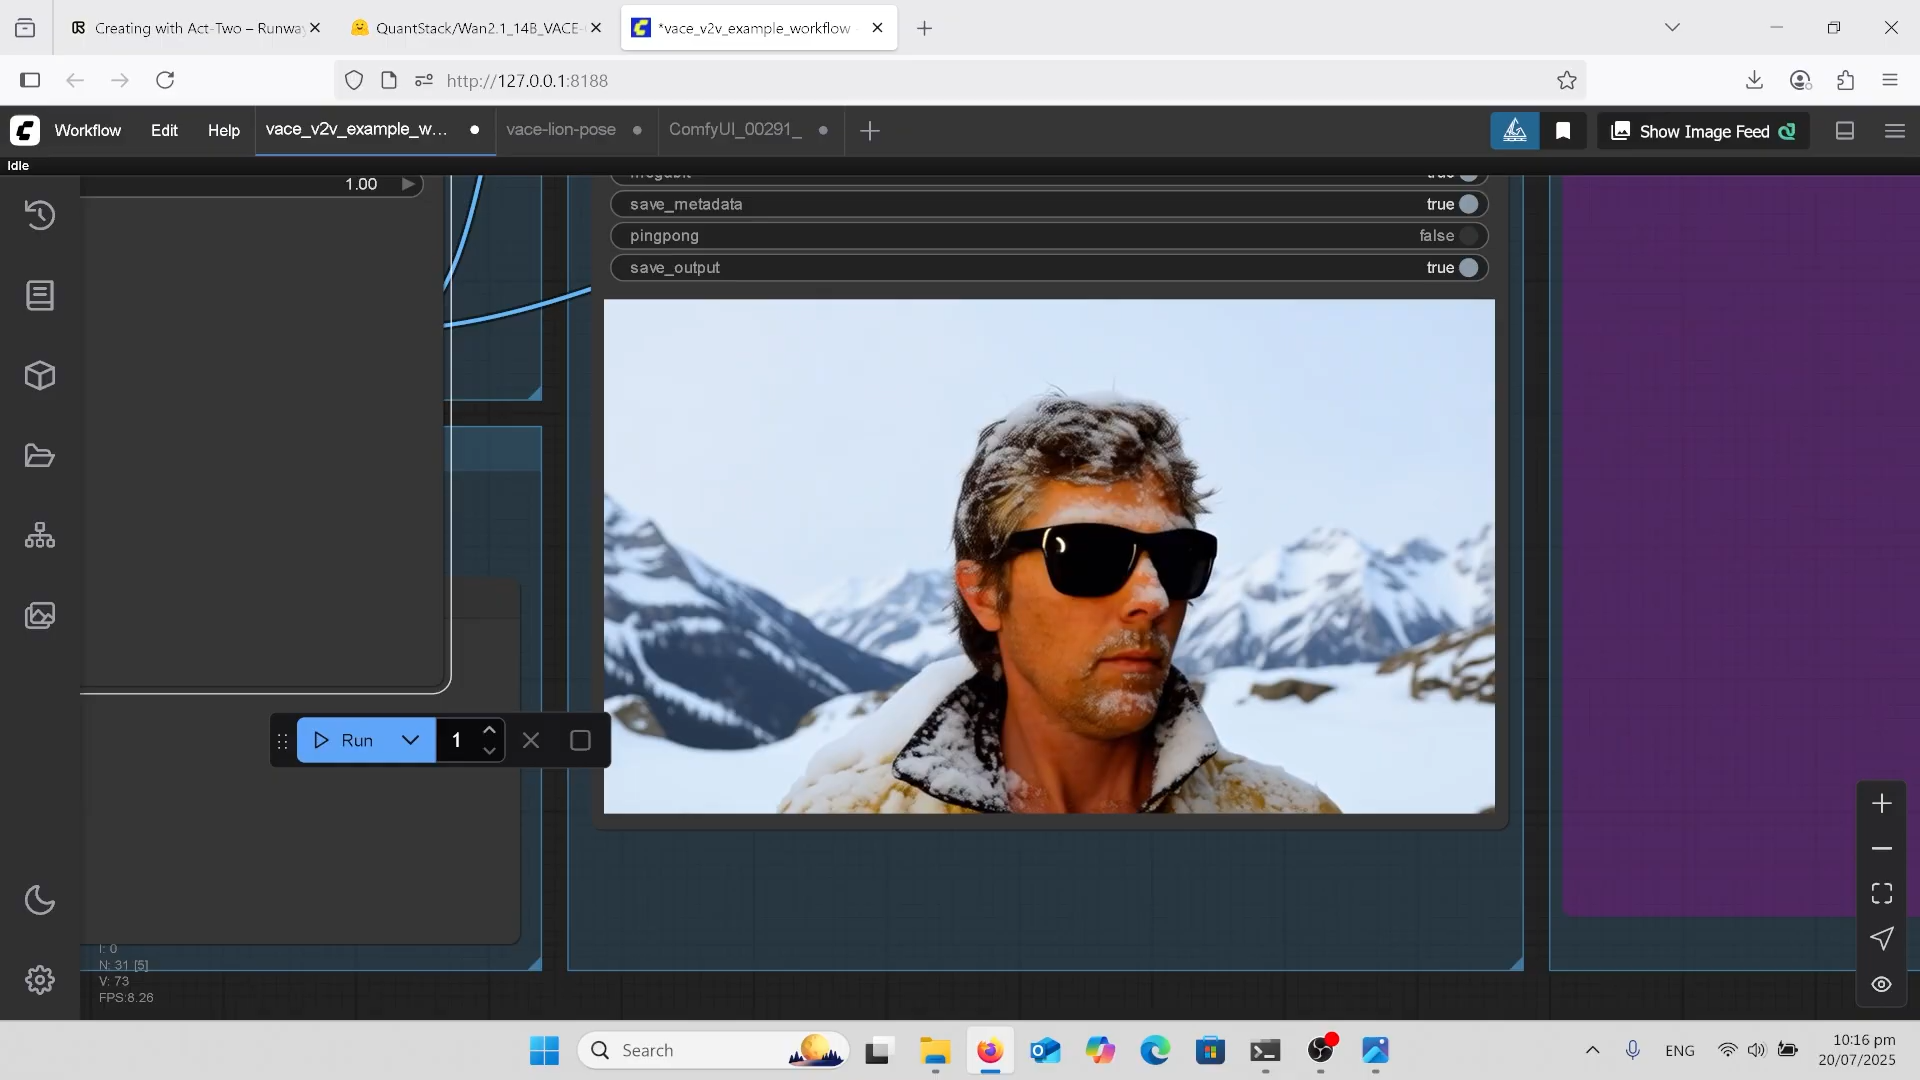 Creating with Act-Two – Runwa
QuantStack/Wan2.1_14B_VACE-
*vace_v2v_example_workflow
http://127.0.0.1:8188
Workflow
Edit
Help
vace_v2v_example_w...
vace-lion-pose
ComfyUI_00291_
Show Image Feed
Idle
1.00
true
save_metadata
true
pingpong
false
save_output
true
Run
1
I: 0
N: 31 [5]
V: 73
FPS:8.26
Search
ENG
10:16 pm
20/07/2025